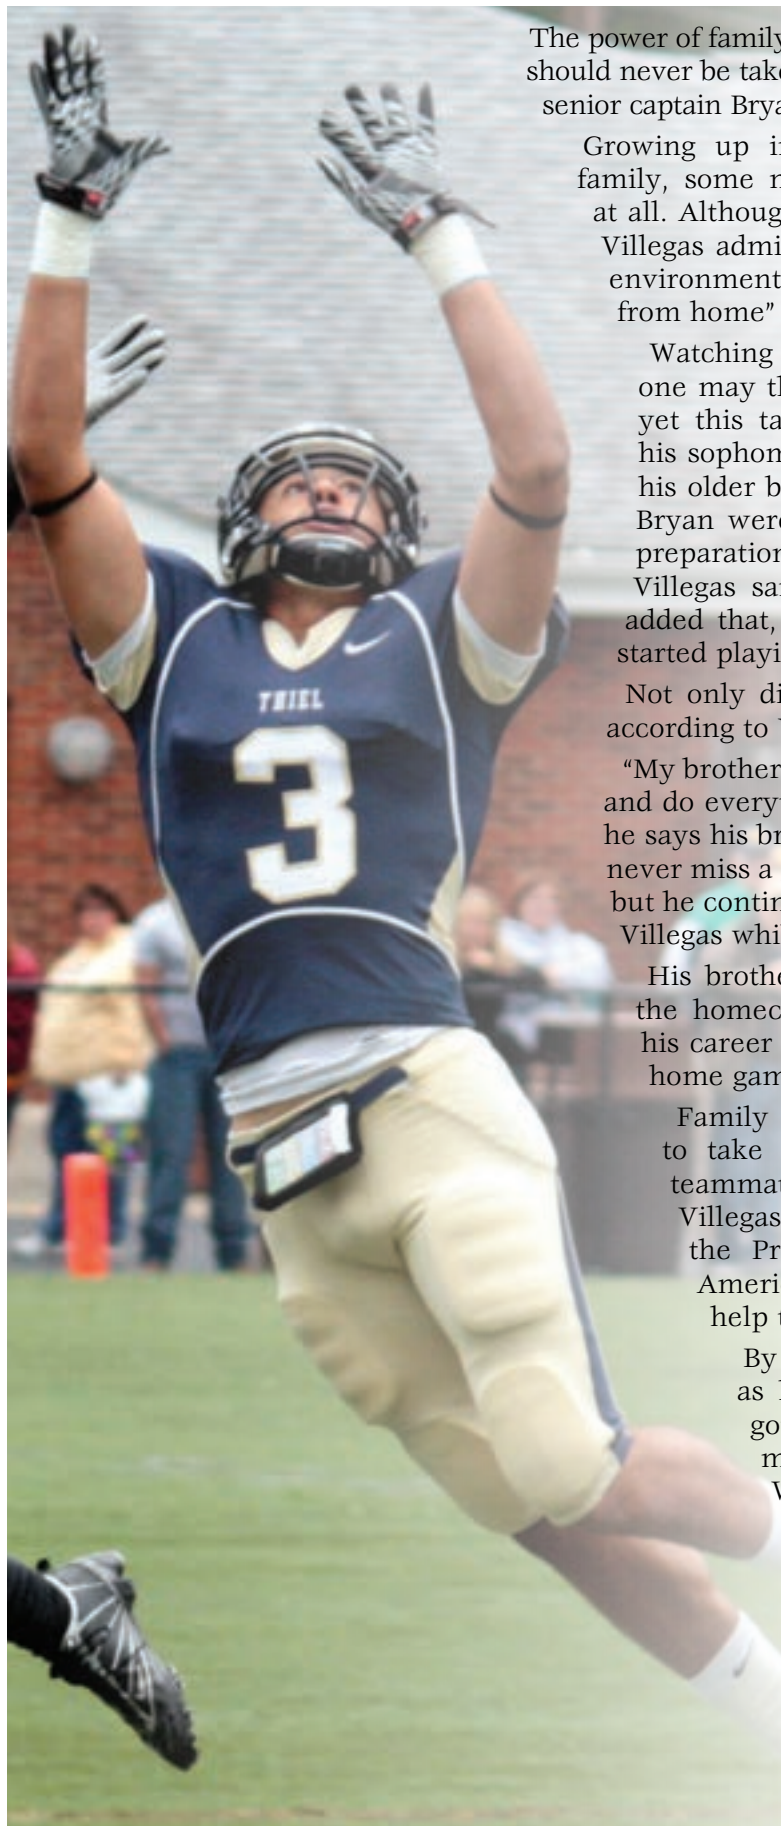 The power of family
should never be take
senior captain Brya
Growing up i
family, some n
at all. Althoug
Villegas admi
environment
from home”
Watching
one may th
yet this ta
his sophom
his older b
Bryan were
preparation
Villegas sai
added that,
started playi
Not only di
according to
“My brother
and do every
he says his br
never miss a
but he contin
Villegas whil
His brothe
the homec
his career
home gam
Family
to take
teammat
Villegas
the Pr
Ameri
help t
By
as
go
m
THIEL
3